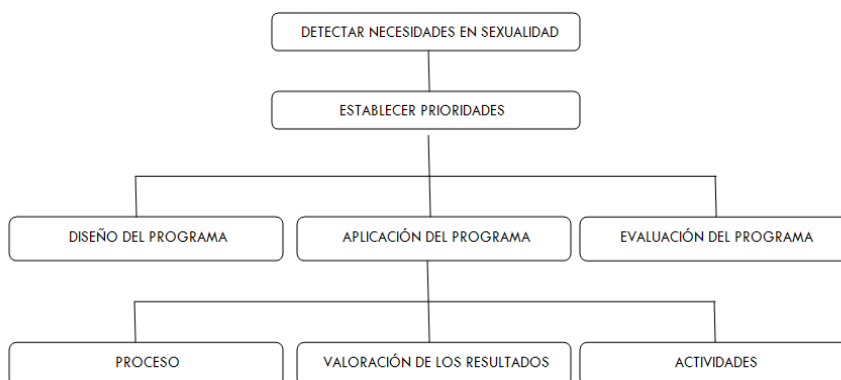 DETECTAR NECESIDADES EN SEXUALIDAD
ESTABLECER PRIORIDADES
DISEÑO DEL PROGRAMA
APLICACIÓN DEL PROGRAMA
EVALUACIÓN DEL PROGRAMA
PROCESO
VALORACIÓN DE LOS RESULTADOS
ACTIVIDADES